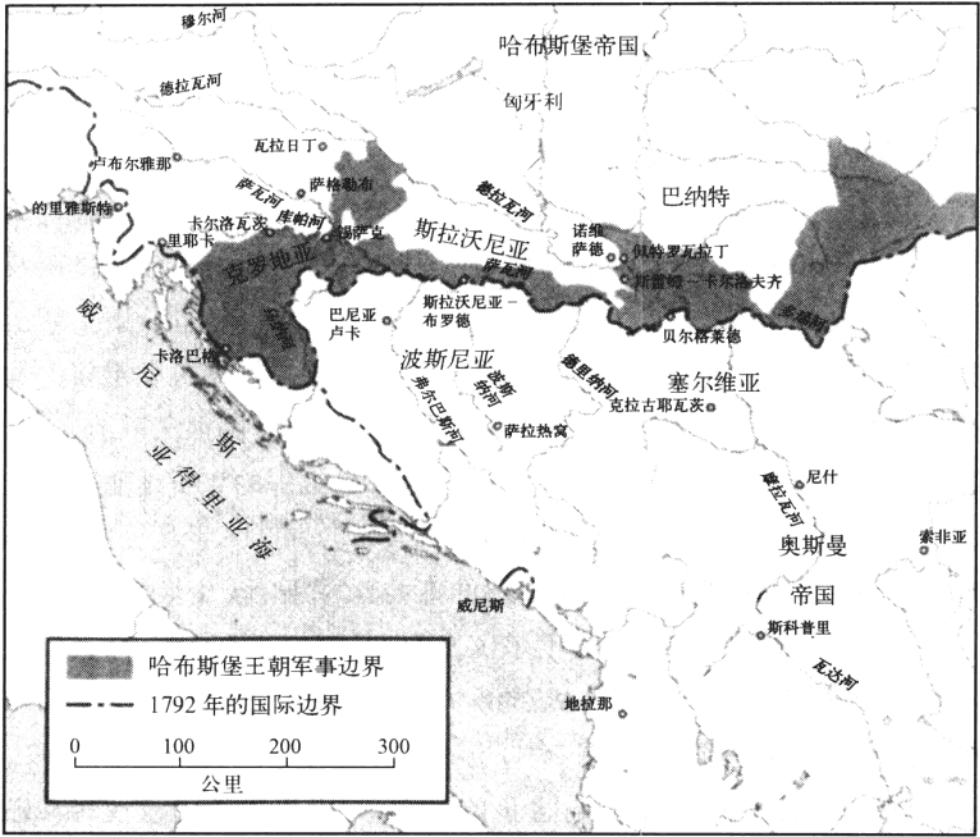 穆尔河
哈布斯堡帝国
德拉瓦河
匈牙利
瓦拉日丁
卢布尔雅那
萨格勒布
萨瓦河
德拉瓦河
巴纳特
的里雅斯特
卡尔洛瓦茨
库帕河
里耶卡
锡萨克
斯拉沃尼亚
诺维
萨德
佩特罗瓦拉丁
克罗地亚
萨瓦河
斯雷姆-卡尔洛夫齐
威尼斯
斯拉沃尼亚-
布罗德
巴尼亚
卢卡
多瑙河
贝尔格莱德
乌纳河
卡洛巴格
波斯尼亚
波斯
纳河
德里纳河
塞尔维亚
弗尔巴斯河
克拉古耶瓦茨
萨拉热窝
亚得里亚海
尼什
摩拉瓦河
奥斯曼
帝国
索非亚
威尼斯
斯科普里
瓦达河
地拉那
哈布斯堡王朝军事边界
1792 年的国际边界
0 100 200 300
公里